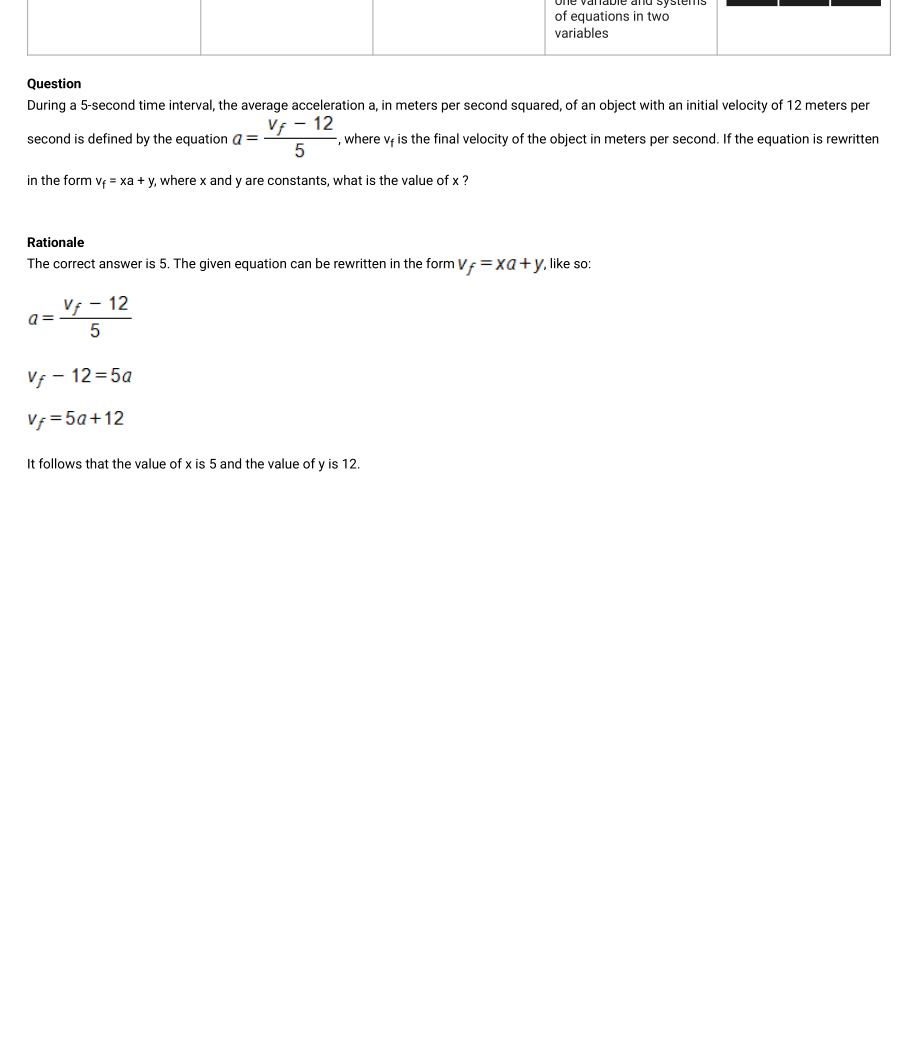 one variable and systems
of equations in two
variables
Question
During a 5-second time interval, the average acceleration a, in meters per second squared, of an object with an initial velocity of 12 meters per
second is defined by the equation a = (v_f − 12)/5, where v_f is the final velocity of the object in meters per second. If the equation is rewritten
in the form v_f = xa + y, where x and y are constants, what is the value of x ?
Rationale
The correct answer is 5. The given equation can be rewritten in the form v_f = xa + y, like so:
a = (v_f − 12)/5
v_f − 12 = 5a
v_f = 5a + 12
It follows that the value of x is 5 and the value of y is 12.